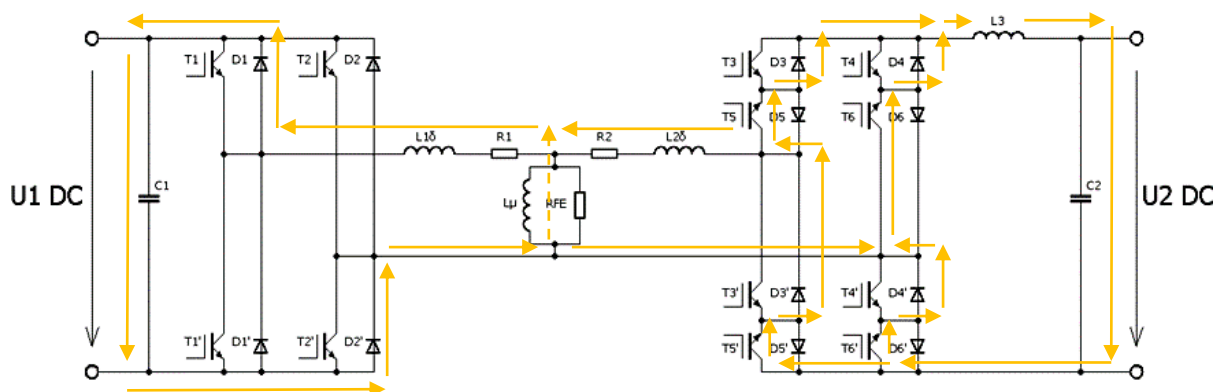 L3
T1 D1 T2 D2
T3 D3 T4 D4
T5 D5 T6 D6
L1δ R1 R2 L2δ
U1 DC C1 Lμ RFE C2 U2 DC
T3' D3' T4' D4'
T1' D1' T2' D2' T5' D5' T6' D6'